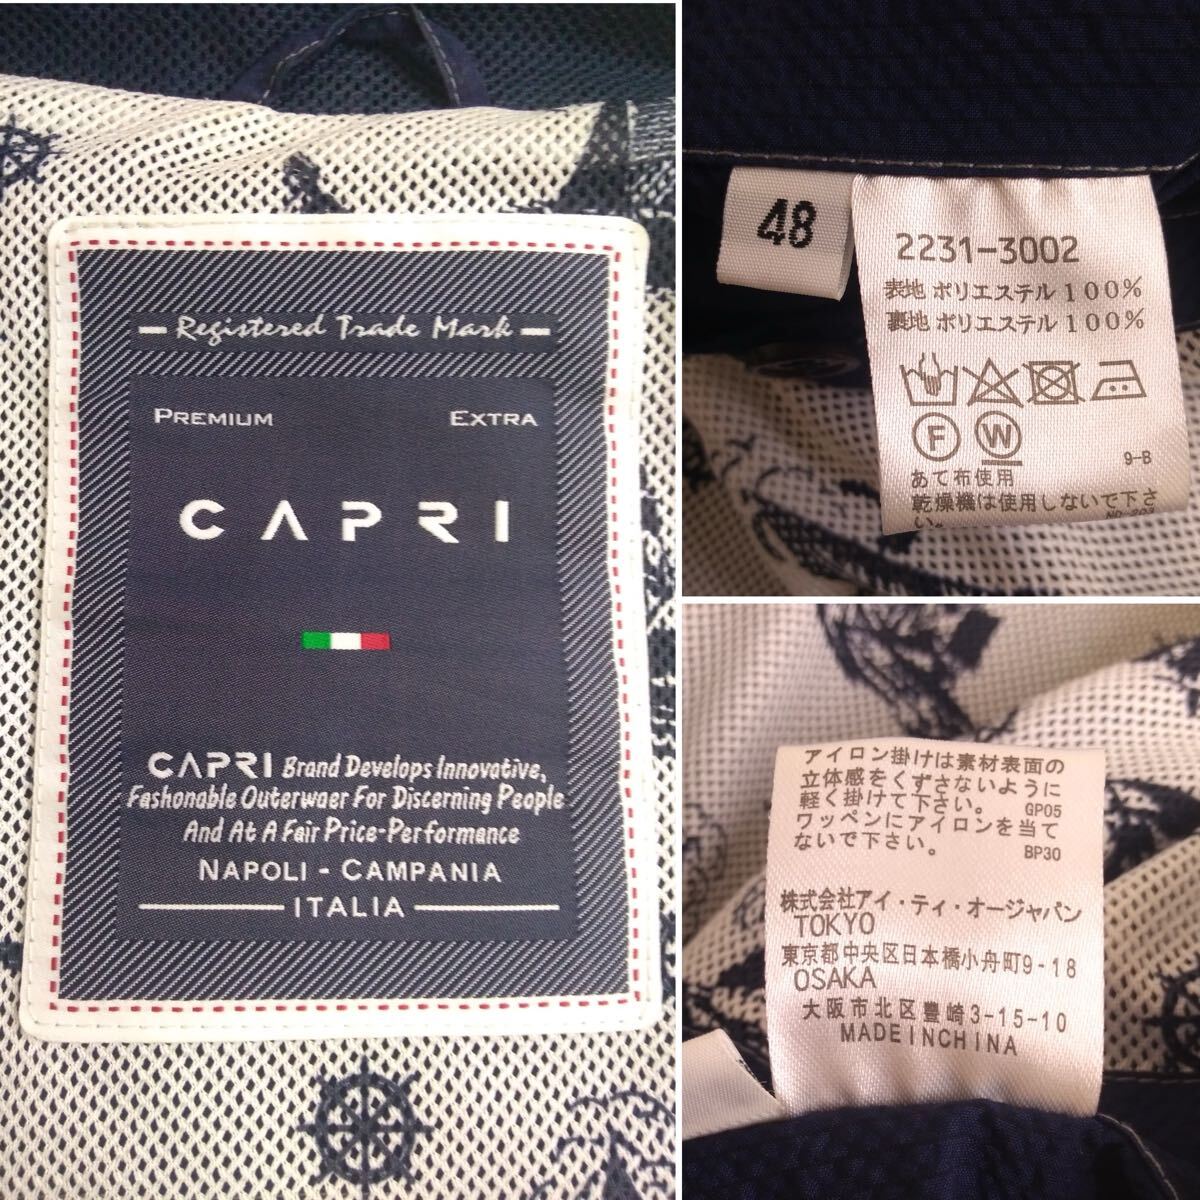 Registered Trade Mark
PREMIUM EXTRA
CAPRI
CAPRI Brand Develops Innovative,
Fashonable Outerwaer For Discerning People
And At A Fair Price-Performance
NAPOLI - CAMPANIA
ITALIA
48
2231-3002
表地 ポリエステル 100%
裏地 ポリエステル 100%
F W
9-B
あて布使用
乾燥機は使用しないで下さ
い。
アイロン掛けは素材表面の
立体感をくずさないように
軽く掛けて下さい。 GP05
ワッペンにアイロンを当て
ないで下さい。 BP30
株式会社アイ・ティ・オージャパン
TOKYO
東京都中央区日本橋小舟町9-18
OSAKA
大阪市北区豊崎3-15-10
MADE IN CHINA